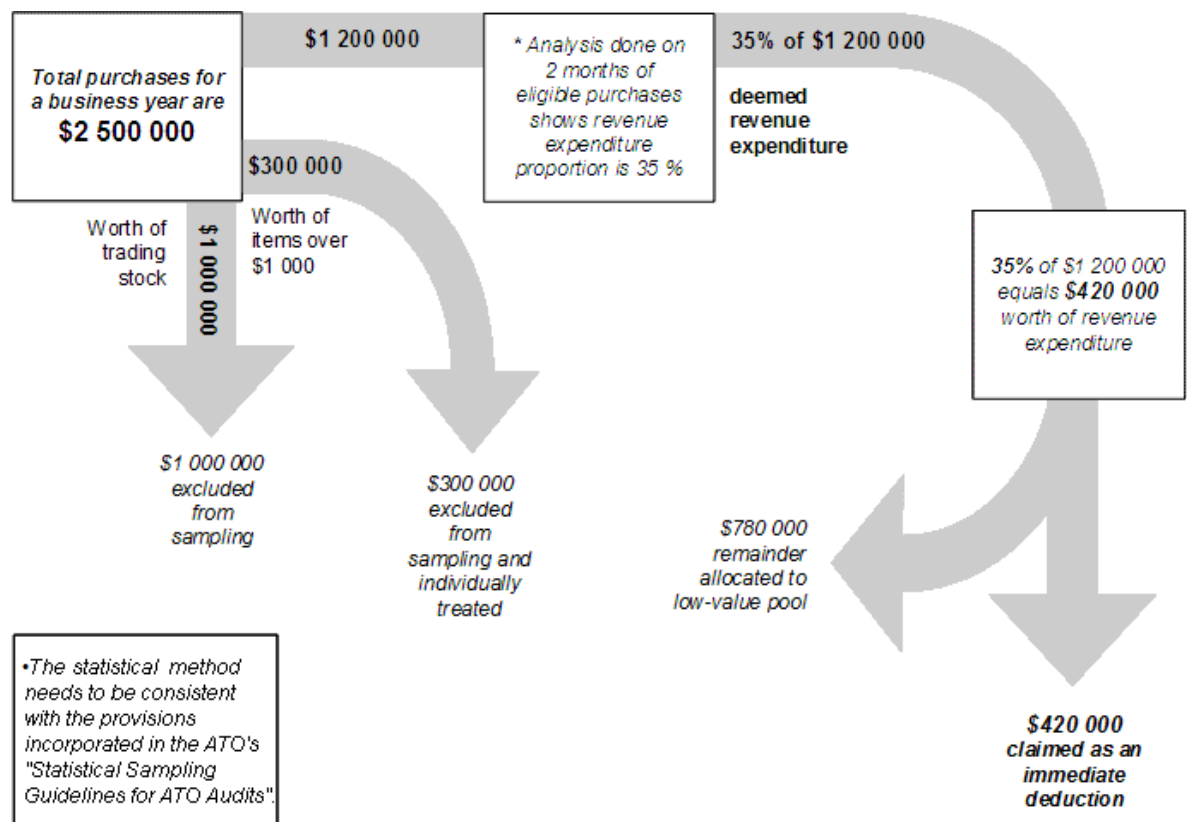 Total purchases for
a business year are
$2 500 000
$1 200 000
* Analysis done on
2 months of
eligible purchases
shows revenue
expenditure
proportion is 35 %
35% of $1 200 000
deemed
revenue
expenditure
$300 000
Worth of
items over
$1 000
Worth of
trading
stock
$1 000 000
35% of $1 200 000
equals $420 000
worth of revenue
expenditure
$1 000 000
excluded
from
sampling
$300 000
excluded
from
sampling and
individually
treated
$780 000
remainder
allocated to
low-value pool
$420 000
claimed as an
immediate
deduction
•The statistical method
needs to be consistent
with the provisions
incorporated in the ATO's
"Statistical Sampling
Guidelines for ATO Audits".